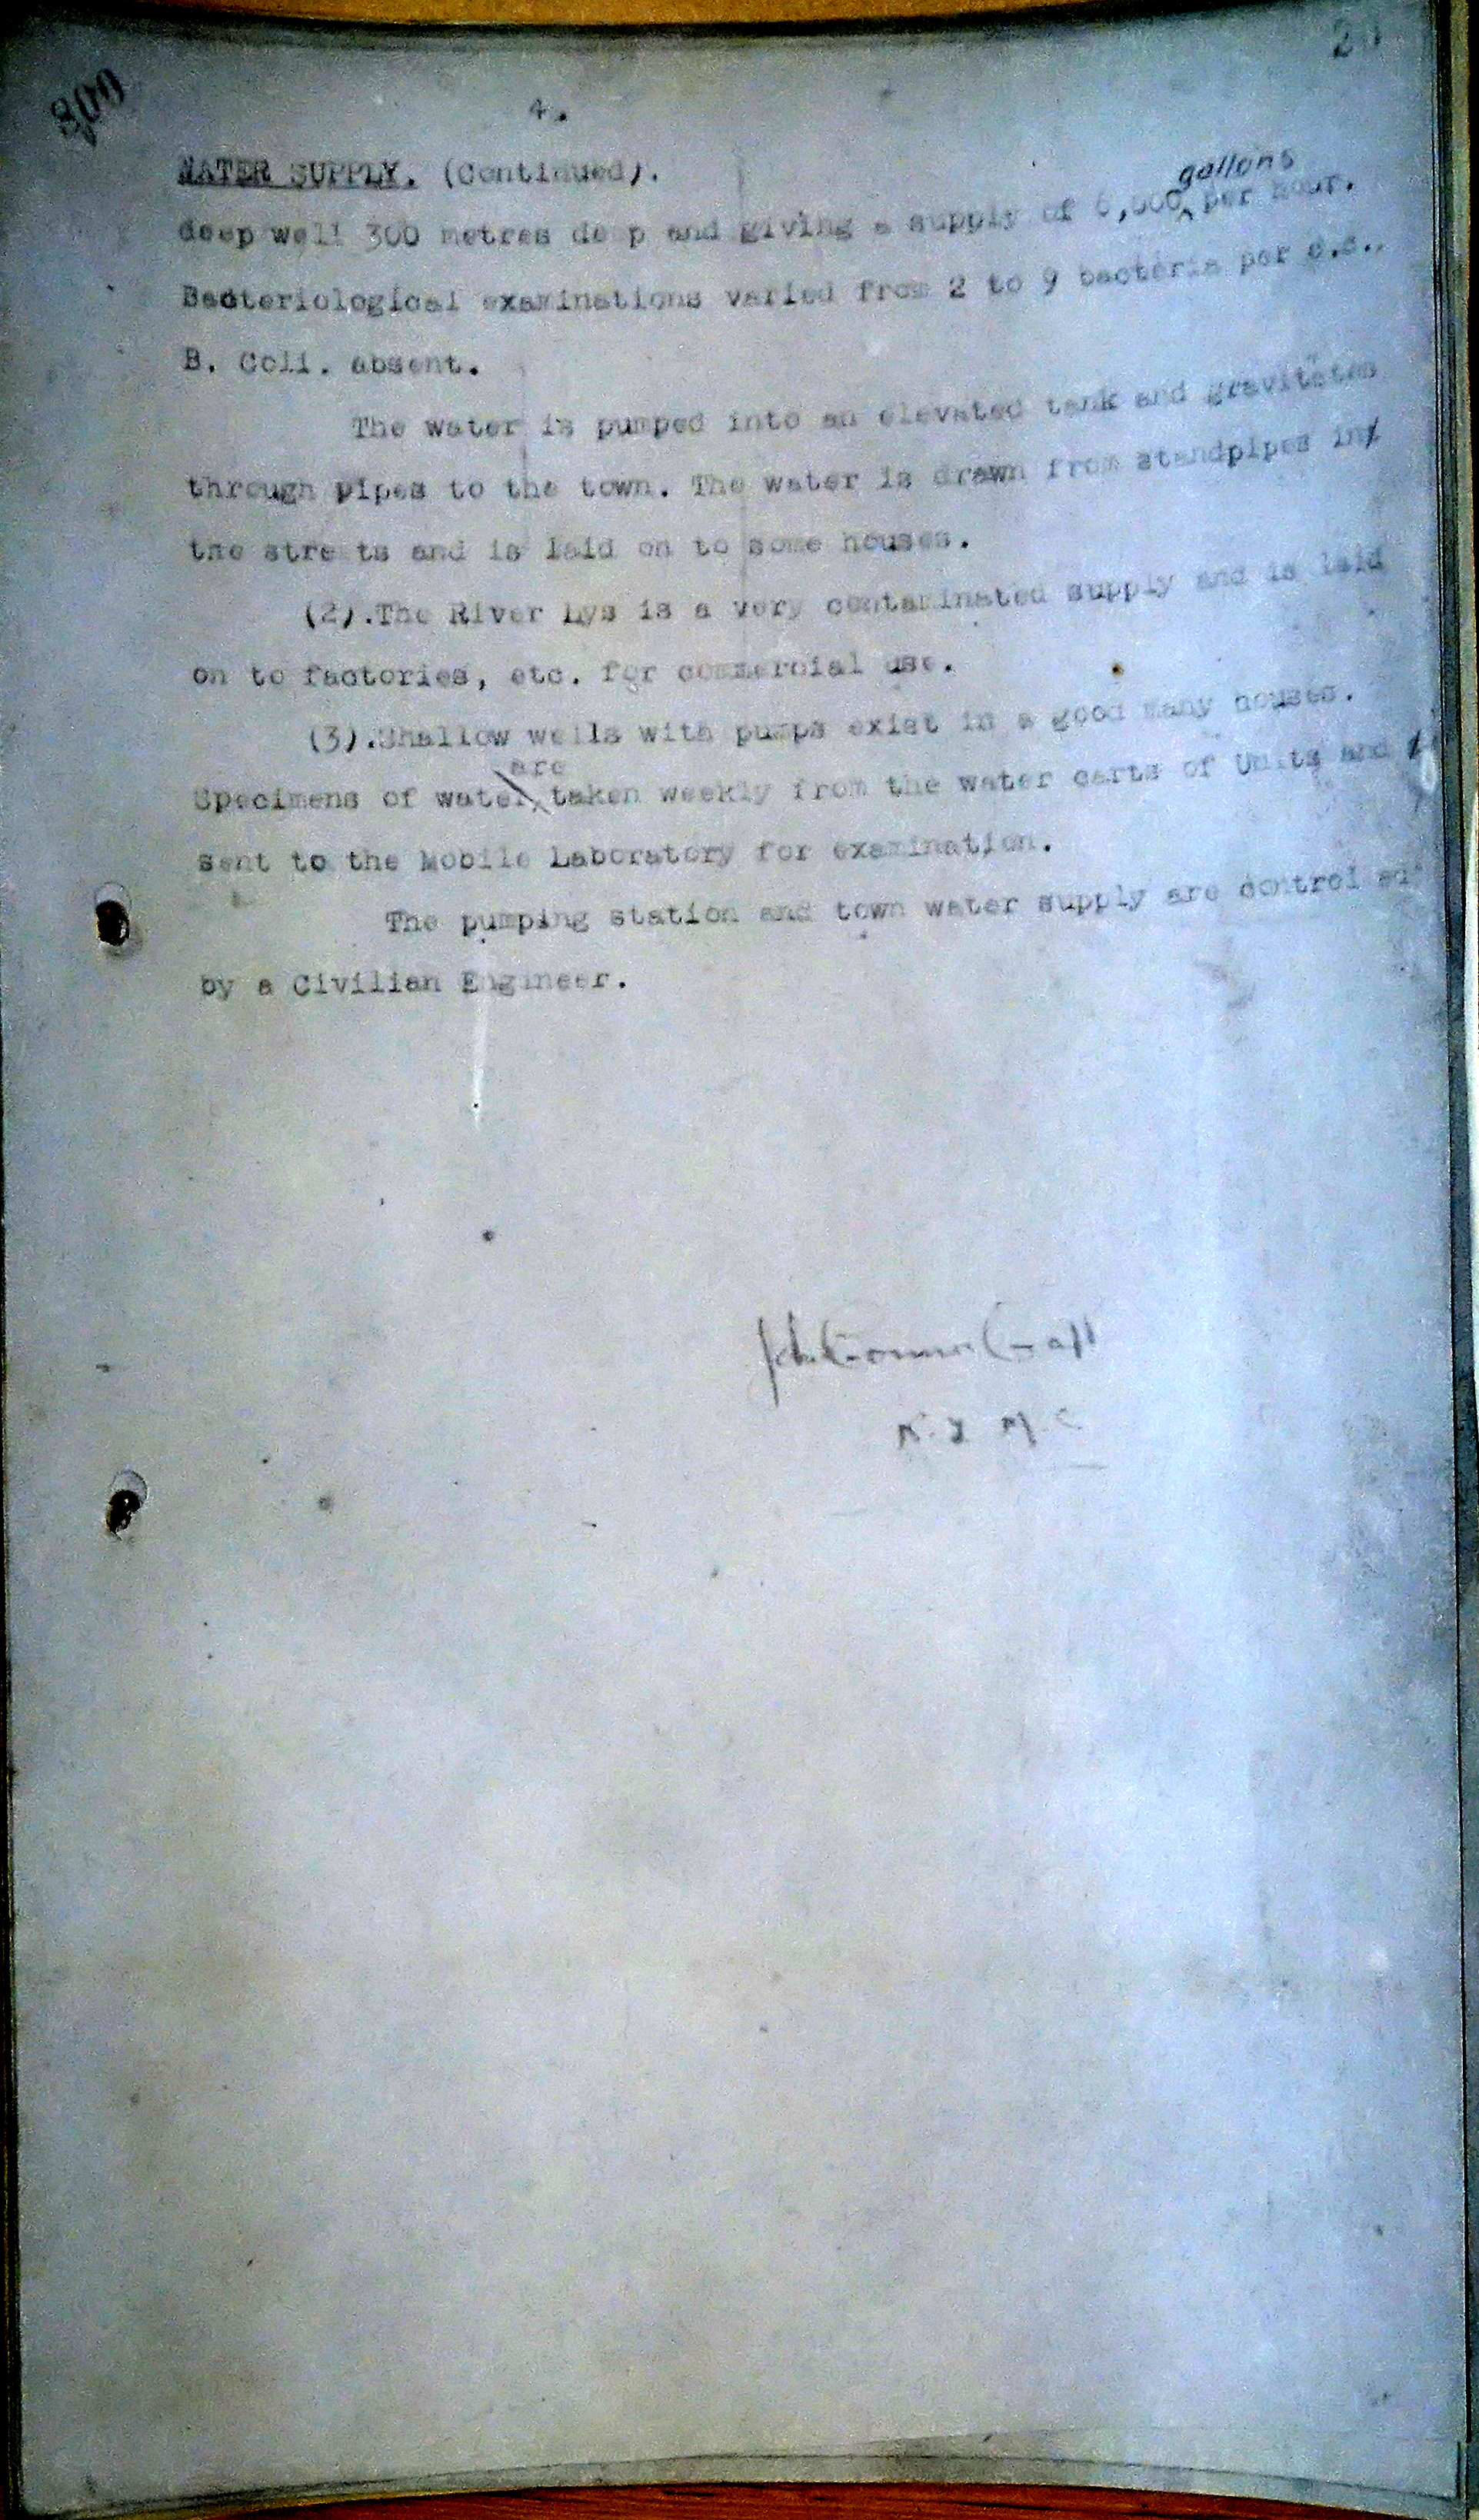 4.
WATER SUPPLY. (Continued).
gallons
deep well 300 metres de p and giving a supply of 6,000 per hour.
Bacteriological examinations varied from 2 to 9 bacteria per c.c.,
B. Coli. absent.
The water is pumped into an elevated tank and gravitates
through pipes to the town. The water is drawn from standpipes in
the stre ts and is laid on to some houses.
(2).The River Lys is a very contaminated supply and is laid
on to factories, etc. for commercial use.
(3).Shallow wells with pumps exist in a good many houses.
are
Specimens of water taken weekly from the water carts of Units and
sent to the Mobile Laboratory for examination.
The pumping station and town water supply are control ed
by a Civilian Engineer.